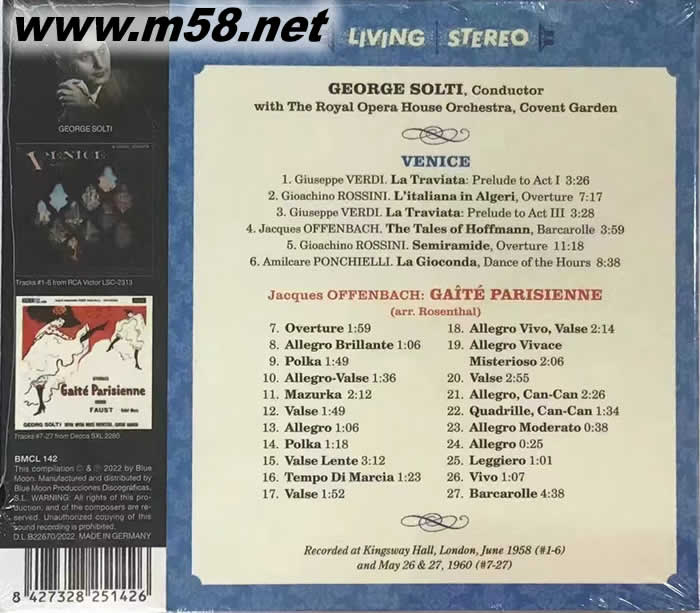 www.m58.net
LIVING STEREO
GEORGE SOLTI
GEORGE SOLTI, Conductor
with The Royal Opera House Orchestra, Covent Garden
VENICE
1. Giuseppe VERDI. La Traviata: Prelude to Act I 3:26
2. Gioachino ROSSINI. L'italiana in Algeri, Overture 7:17
3. Giuseppe VERDI. La Traviata: Prelude to Act III 3:28
4. Jacques OFFENBACH. The Tales of Hoffmann, Barcarolle 3:59
5. Gioachino ROSSINI. Semiramide, Overture 11:18
6. Amilcare PONCHIELLI. La Gioconda, Dance of the Hours 8:38
Jacques OFFENBACH: GAÎTÉ PARISIENNE
(arr. Rosenthal)
7. Overture 1:59
8. Allegro Brillante 1:06
9. Polka 1:49
10. Allegro-Valse 1:36
11. Mazurka 2:12
12. Valse 1:49
13. Allegro 1:06
14. Polka 1:18
15. Valse Lente 3:12
16. Tempo Di Marcia 1:23
17. Valse 1:52
18. Allegro Vivo, Valse 2:14
19. Allegro Vivace
Misterioso 2:06
20. Valse 2:55
21. Allegro, Can-Can 2:26
22. Quadrille, Can-Can 1:34
23. Allegro Moderato 0:38
24. Allegro 0:25
25. Leggiero 1:01
26. Vivo 1:07
27. Barcarolle 4:38
Recorded at Kingsway Hall, London, June 1958 (#1-6)
and May 26 & 27, 1960 (#7-27)
VENICE
Tracks #1-6 from RCA Victor LSC-2313
OFFENBACH
Gaîté Parisienne
GOUNOD
FAUST Ballet Music
GEORG SOLTI
Tracks #7-27 from Decca SXL 2280
BMCL 142
This compilation © & ℗ 2022 by Blue
Moon. Manufactured and distributed by
Blue Moon Producciones Discográficas,
S.L. WARNING: All rights of this pro-
duction, and of the composers are re-
served. Unauthorized copying of this
sound recording is prohibited.
D.L.B22670/2022. MADE IN GERMANY
8 427328 251426